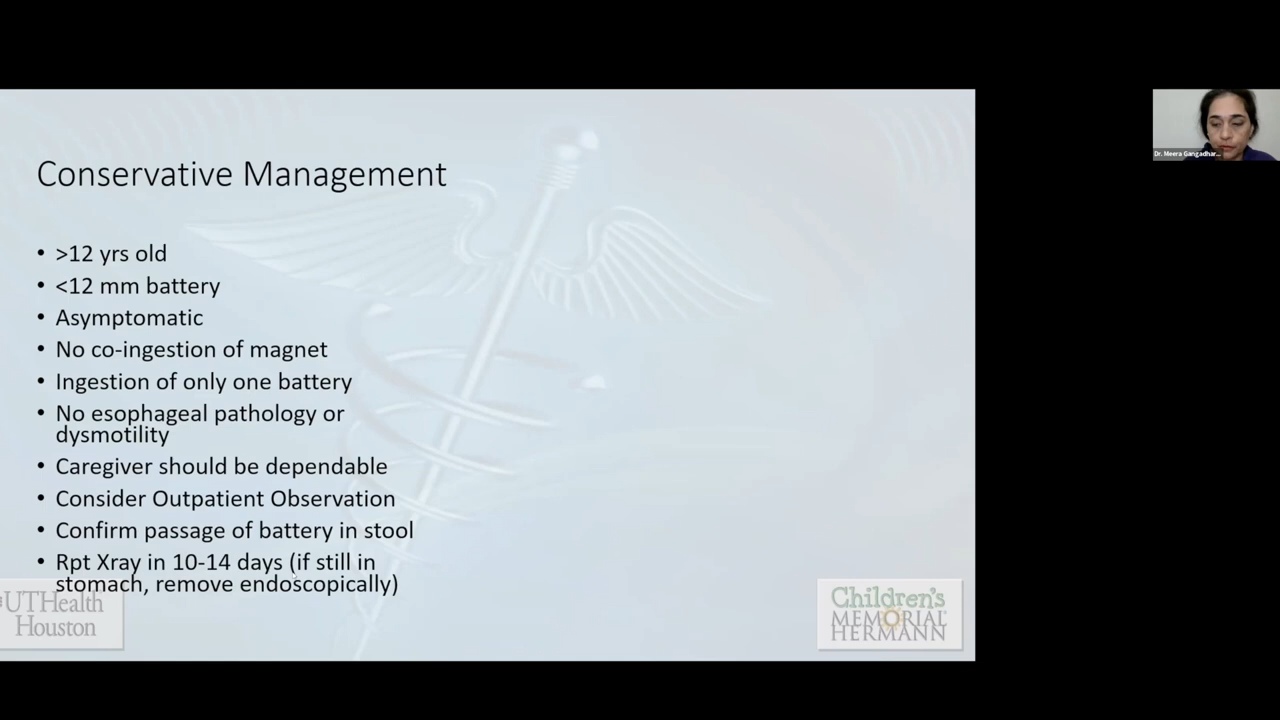 Conservative Management
• >12 yrs old
• <12 mm battery
• Asymptomatic
• No co-ingestion of magnet
• Ingestion of only one battery
• No esophageal pathology or
dysmotility
• Caregiver should be dependable
• Consider Outpatient Observation
• Confirm passage of battery in stool
• Rpt Xray in 10-14 days (if still in
stomach, remove endoscopically)
UTHealth
Houston
Children's
MEMORIAL
HERMANN
Dr. Meera Gangadhar...